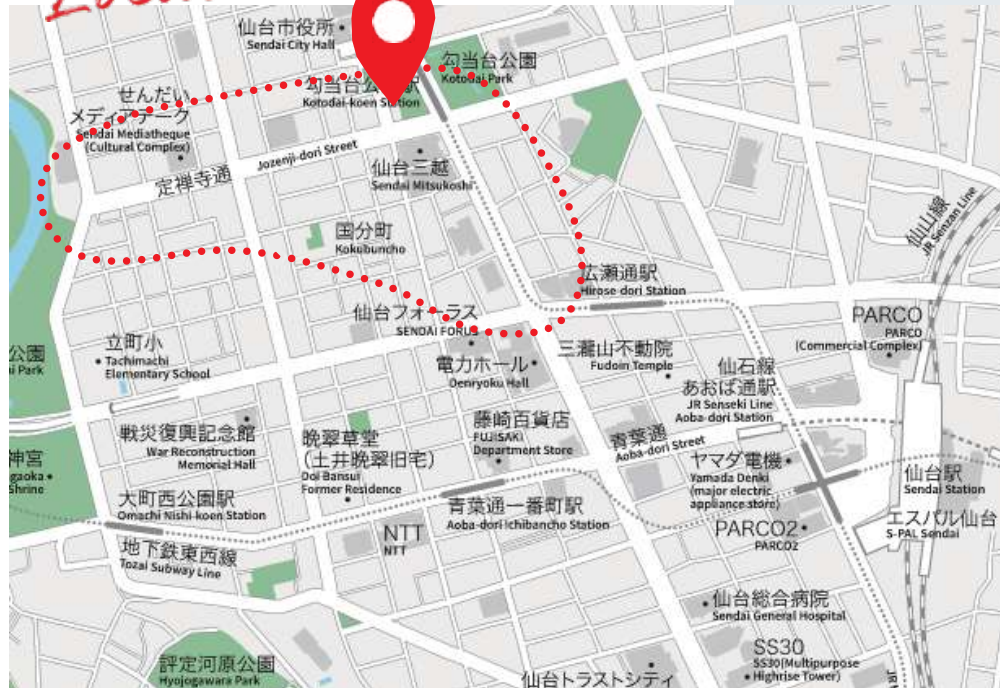 仙台市役所
Sendai City Hall
勾当台公園
Kotodai Park
勾当台公園駅
Kotodai-koen Station
せんだい
メディアテーク
Sendai Mediatheque
(Cultural Complex)
定禅寺通
Jozenji-dori Street
仙台三越
Sendai Mitsukoshi
国分町
Kokubuncho
仙山線
JR Senzan Line
広瀬通駅
Hirose-dori Station
仙台フォーラス
SENDAI FORUS
PARCO
PARCO
(Commercial Complex)
公園
i Park
立町小
Tachimachi
Elementary School
電力ホール
Denryoku Hall
三瀧山不動院
Fudoin Temple
仙石線
あおば通駅
JR Senseki Line
Aoba-dori Station
戦災復興記念館
War Reconstruction
Memorial Hall
晩翠草堂
(土井晩翠旧宅)
Doi Bansui
Former Residence
藤崎百貨店
FUJISAKI
Department Store
青葉通
Aoba-dori Street
ヤマダ電機
Yamada Denki
(major electric
appliance store)
仙台駅
Sendai Station
神宮
gaoka
Shrine
大町西公園駅
Omachi Nishi-koen Station
青葉通一番町駅
Aoba-dori Ichibancho Station
NTT
NTT
PARCO2
PARCO2
エスパル仙台
S-PAL Sendai
地下鉄東西線
Tozai Subway Line
仙台総合病院
Sendai General Hospital
SS30
SS30(Multipurpose
Highrise Tower)
評定河原公園
Hyojogawara Park
仙台トラストシティ
JR